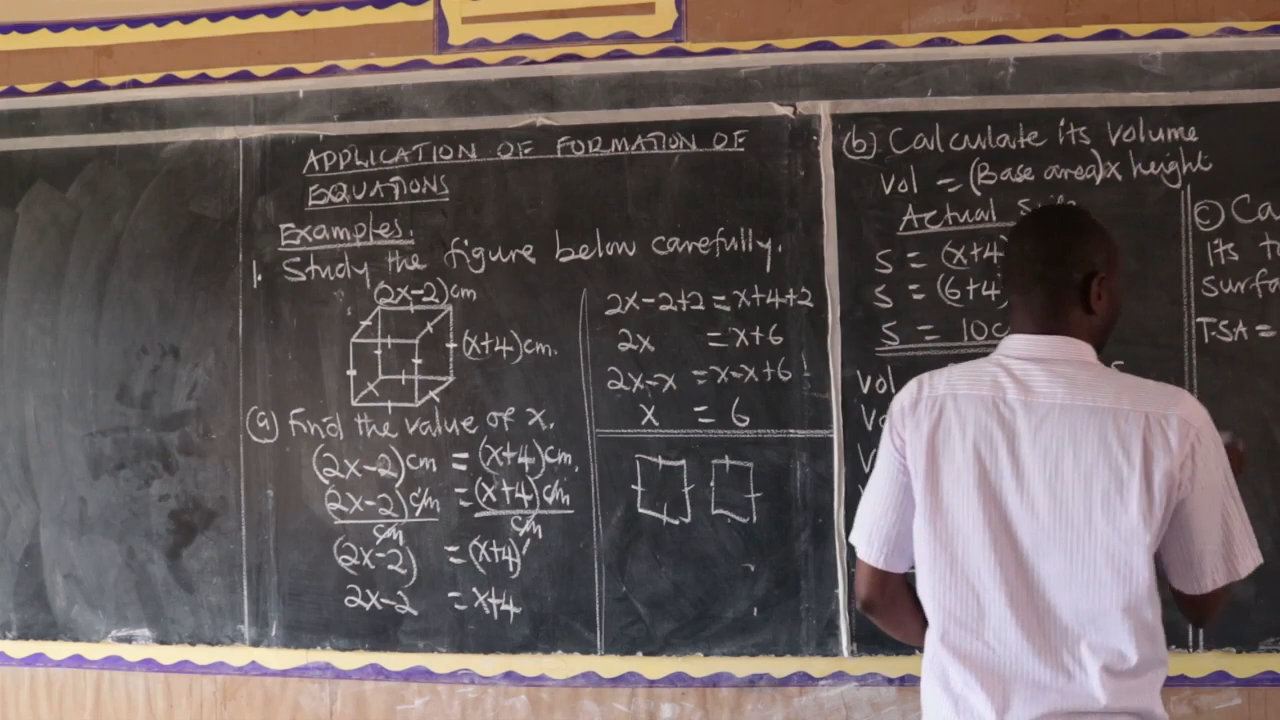 APPLICATION OF FORMATION OF
EQUATIONS
Examples.
1. Study the figure below carefully.
(2x-2)cm
(x+4)cm.
(a) Find the value of x.
(2x-2)cm = (x+4)cm.
(2x-2)cm = (x+4)cm
cm cm
(2x-2) = (x+4)
2x-2 = x+4
2x-2+2 = x+4+2
2x = x+6
2x-x = x-x+6
x = 6
(b) Calculate its volume
Vol = (Base area) x height
Actual
S = (x+4)
S = (6+4)
S = 10c
Vol
(c) Ca
its t
surfa
T.S.A =